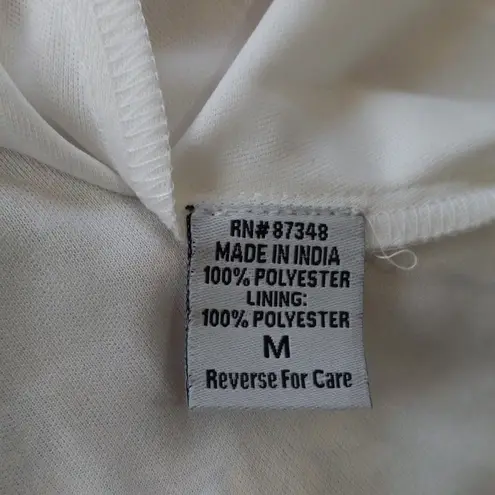 RN#87348
MADE IN INDIA
100% POLYESTER
LINING:
100% POLYESTER
M
Reverse For Care